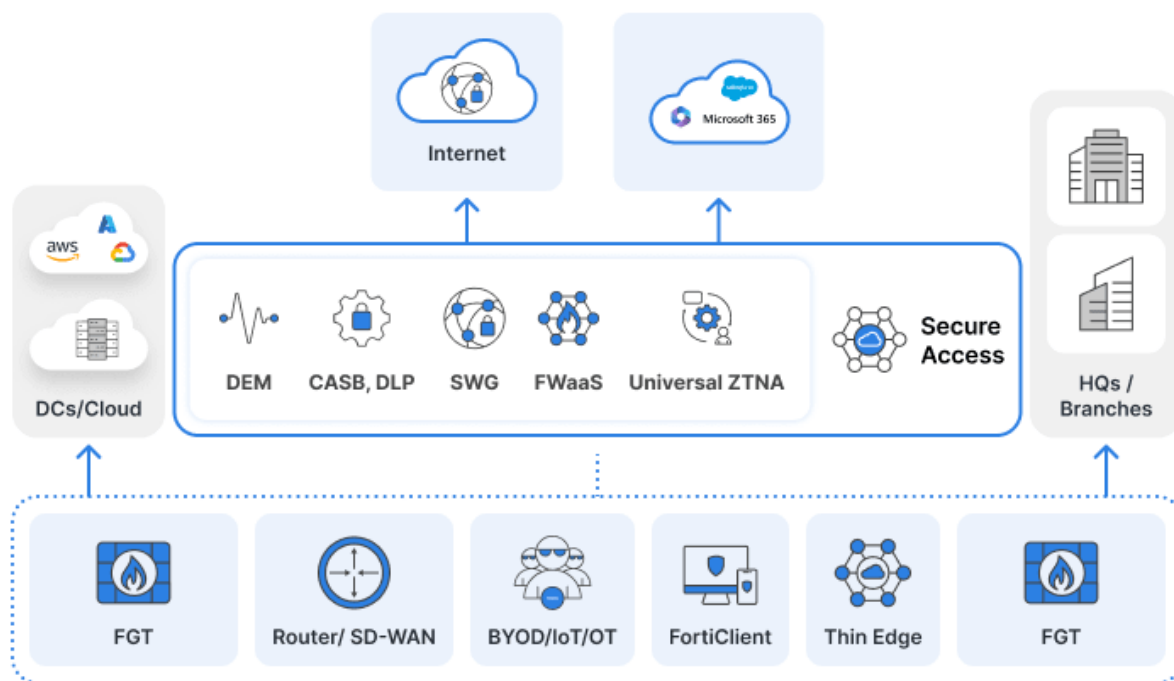 Internet
salesforce
Microsoft 365
aws
DCs/Cloud
DEM
CASB, DLP
SWG
FWaaS
Universal ZTNA
Secure
Access
HQs /
Branches
FGT
Router/ SD-WAN
BYOD/IoT/OT
FortiClient
Thin Edge
FGT